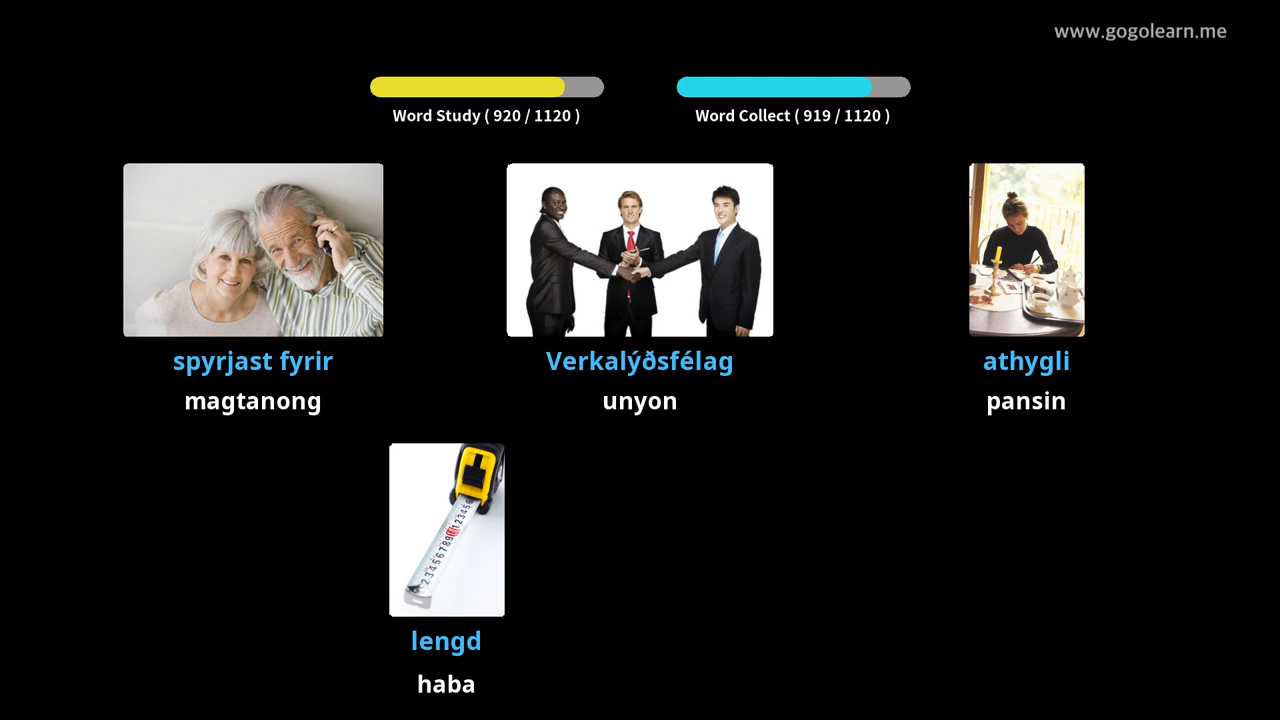 www.gogolearn.me
Word Study ( 920 / 1120 )
Word Collect ( 919 / 1120 )
spyrjast fyrir
magtanong
Verkalýðsfélag
unyon
athygli
pansin
lengd
haba